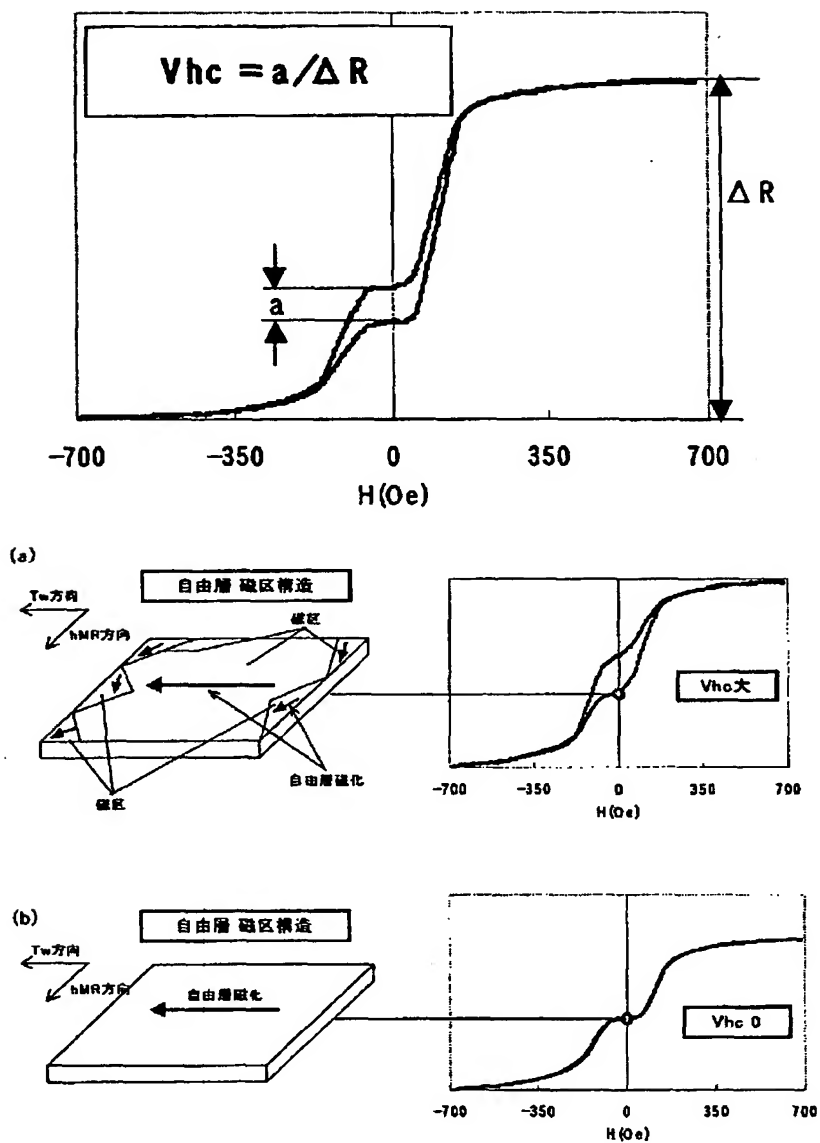 Vhc = a/ΔR
ΔR
a
-700 -350 0 350 700
H(Oe)
(a)
自由層 磁区構造
Tw方向
hMR方向
磁区
Vhc大
自由層磁化
磁区
-700 -350 0 350 700
H(Oe)
(b)
自由層 磁区構造
Tw方向
hMR方向
自由層磁化
Vhc 0
-700 -350 0 350 700
H(Oe)